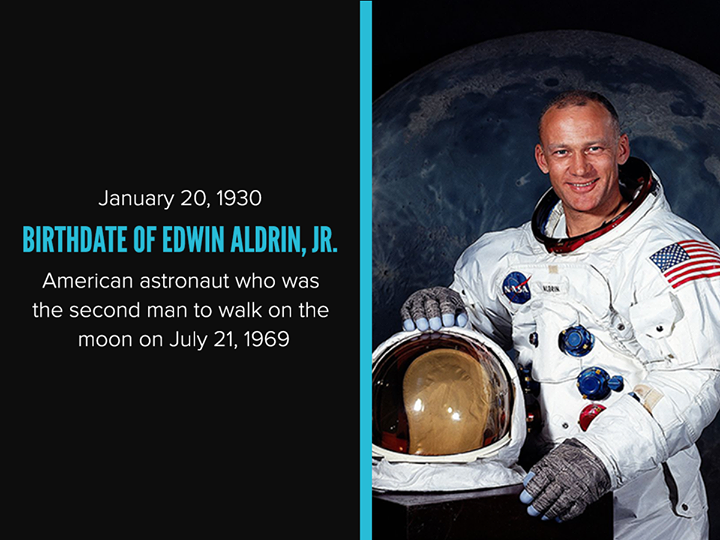 January 20, 1930
BIRTHDATE OF EDWIN ALDRIN, JR.
American astronaut who was
the second man to walk on the
moon on July 21, 1969
NASA
ALDRIN